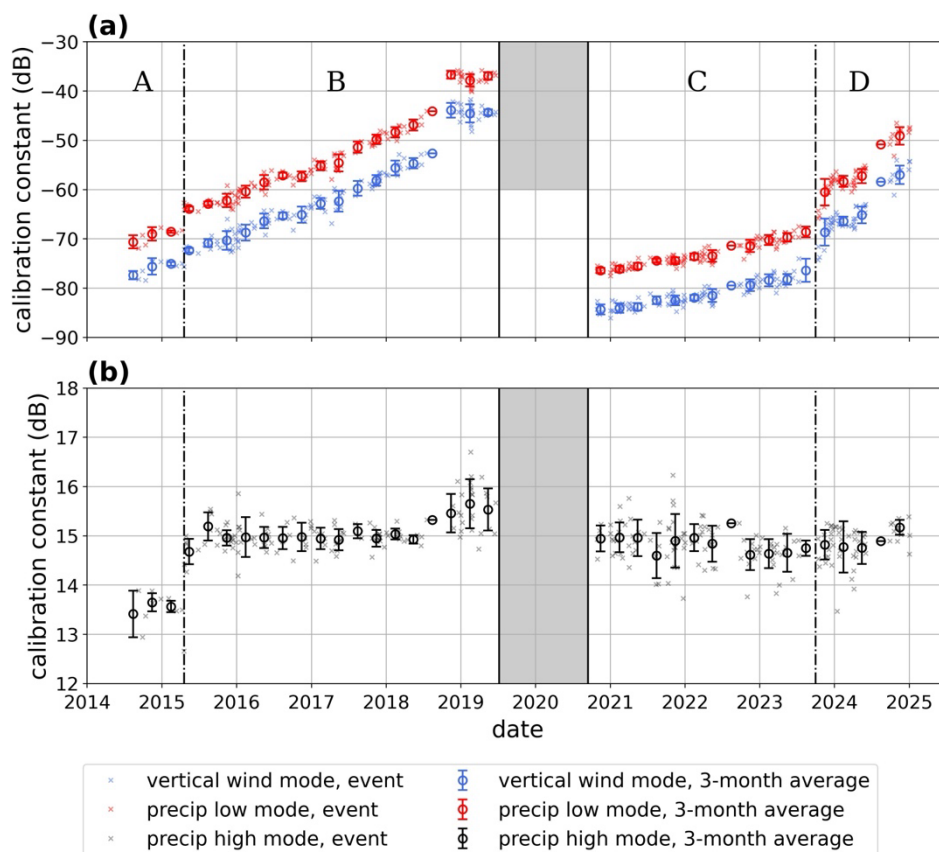 (a)
calibration constant (dB)
−30
−40
−50
−60
−70
−80
−90
A
B
C
D
(b)
calibration constant (dB)
18
17
16
15
14
13
12
2014 2015 2016 2017 2018 2019 2020 2021 2022 2023 2024 2025
date
vertical wind mode, event
precip low mode, event
precip high mode, event
vertical wind mode, 3-month average
precip low mode, 3-month average
precip high mode, 3-month average